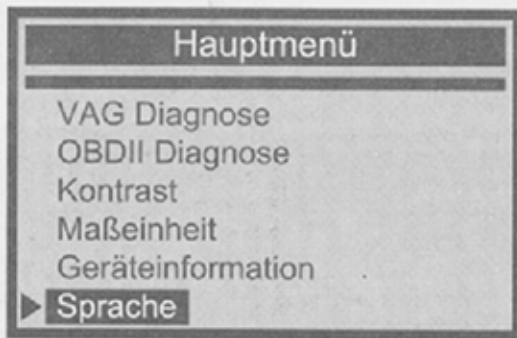 Hauptmenü
VAG Diagnose
OBDII Diagnose
Kontrast
Maßeinheit
Geräteinformation
Sprache